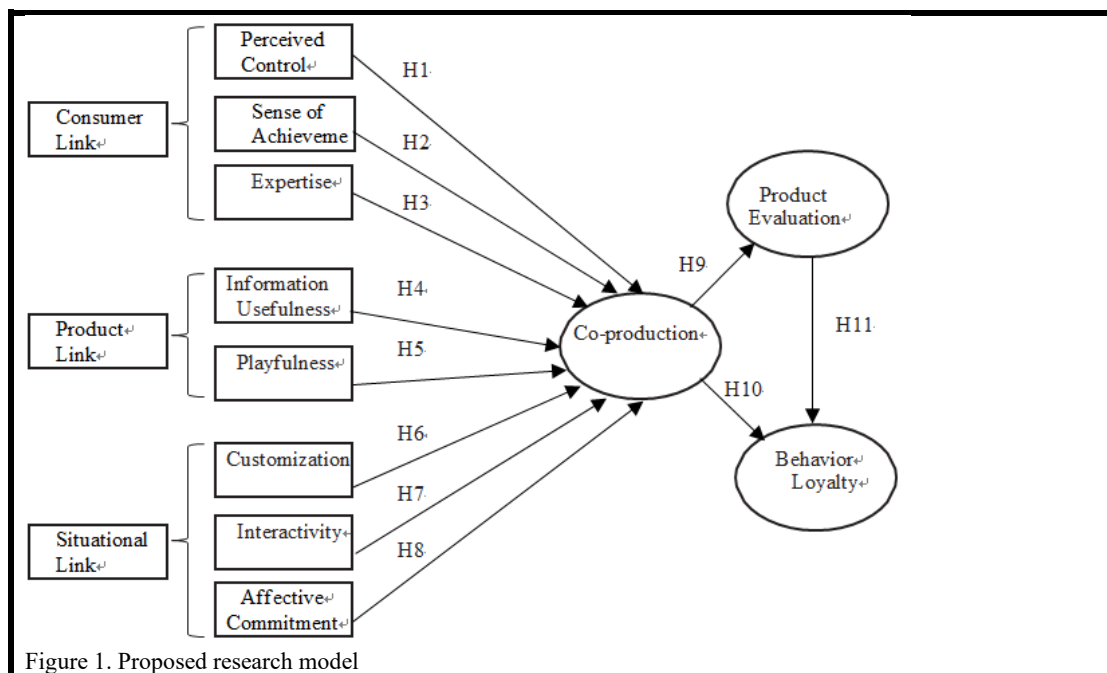 Perceived
Control
H1
Consumer
Link
Sense of
Achieveme
H2
Expertise
H3
Product
Evaluation
H9
Information
Usefulness
H4
Product
Link
Co-production
H11
Playfulness
H5
H10
H6
Customization
Behavior
Loyalty
H7
Situational
Link
Interactivity
H8
Affective
Commitment
Figure 1. Proposed research model